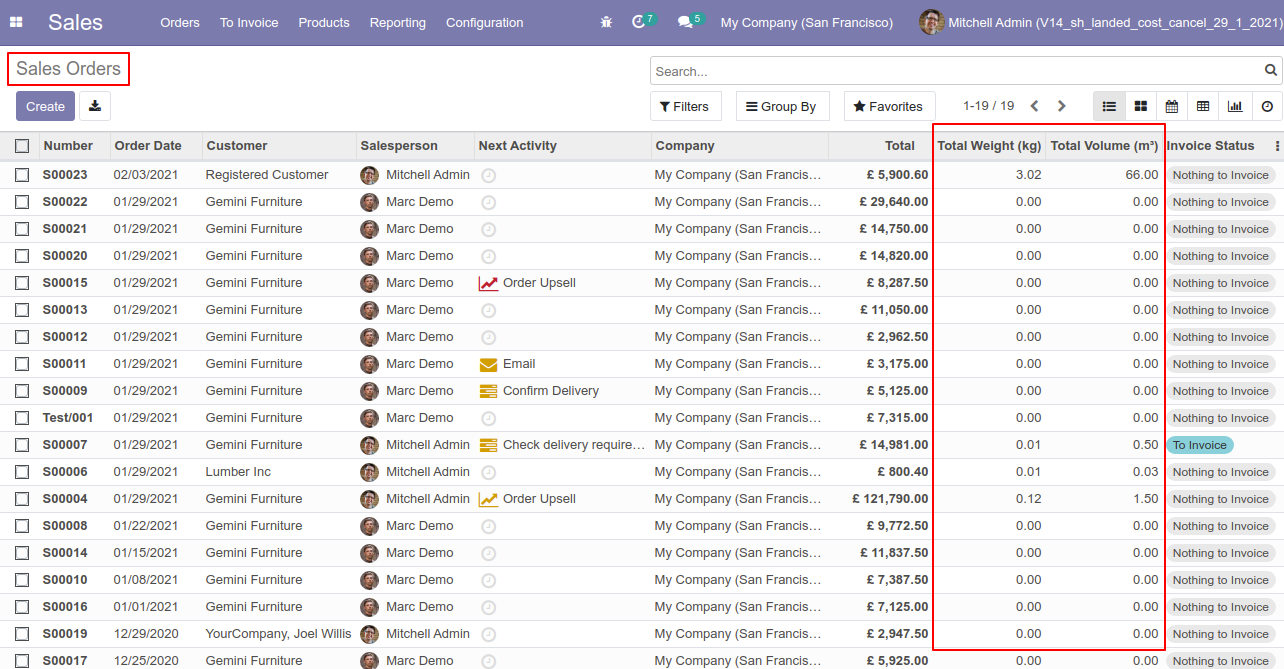 Sales Orders To Invoice Products Reporting Configuration 7 5 My Company (San Francisco) Mitchell Admin (V14_sh_landed_cost_cancel_29_1_2021)
Sales Orders
Search...
Create Filters Group By Favorites 1-19 / 19
Number Order Date Customer Salesperson Next Activity Company Total Total Weight (kg) Total Volume (m³) Invoice Status
S00023 02/03/2021 Registered Customer Mitchell Admin My Company (San Francis... £ 5,900.60 3.02 66.00 Nothing to Invoice
S00022 01/29/2021 Gemini Furniture Marc Demo My Company (San Francis... £ 29,640.00 0.00 0.00 Nothing to Invoice
S00021 01/29/2021 Gemini Furniture Marc Demo My Company (San Francis... £ 14,750.00 0.00 0.00 Nothing to Invoice
S00020 01/29/2021 Gemini Furniture Marc Demo My Company (San Francis... £ 14,820.00 0.00 0.00 Nothing to Invoice
S00015 01/29/2021 Gemini Furniture Marc Demo Order Upsell My Company (San Francis... £ 8,287.50 0.00 0.00 Nothing to Invoice
S00013 01/29/2021 Gemini Furniture Marc Demo My Company (San Francis... £ 11,050.00 0.00 0.00 Nothing to Invoice
S00012 01/29/2021 Gemini Furniture Marc Demo My Company (San Francis... £ 2,962.50 0.00 0.00 Nothing to Invoice
S00011 01/29/2021 Gemini Furniture Marc Demo Email My Company (San Francis... £ 3,175.00 0.00 0.00 Nothing to Invoice
S00009 01/29/2021 Gemini Furniture Marc Demo Confirm Delivery My Company (San Francis... £ 5,125.00 0.00 0.00 Nothing to Invoice
Test/001 01/29/2021 Gemini Furniture Marc Demo My Company (San Francis... £ 7,315.00 0.00 0.00 Nothing to Invoice
S00007 01/29/2021 Gemini Furniture Mitchell Admin Check delivery require... My Company (San Francis... £ 14,981.00 0.01 0.50 To Invoice
S00006 01/29/2021 Lumber Inc Mitchell Admin My Company (San Francis... £ 800.40 0.01 0.03 Nothing to Invoice
S00004 01/29/2021 Gemini Furniture Mitchell Admin Order Upsell My Company (San Francis... £ 121,790.00 0.12 1.50 Nothing to Invoice
S00008 01/22/2021 Gemini Furniture Marc Demo My Company (San Francis... £ 9,772.50 0.00 0.00 Nothing to Invoice
S00014 01/15/2021 Gemini Furniture Marc Demo My Company (San Francis... £ 11,837.50 0.00 0.00 Nothing to Invoice
S00010 01/08/2021 Gemini Furniture Marc Demo My Company (San Francis... £ 7,387.50 0.00 0.00 Nothing to Invoice
S00016 01/01/2021 Gemini Furniture Marc Demo My Company (San Francis... £ 7,125.00 0.00 0.00 Nothing to Invoice
S00019 12/29/2020 YourCompany, Joel Willis Mitchell Admin My Company (San Francis... £ 2,947.50 0.00 0.00 Nothing to Invoice
S00017 12/25/2020 Gemini Furniture Marc Demo My Company (San Francis... £ 5,925.00 0.00 0.00 Nothing to Invoice